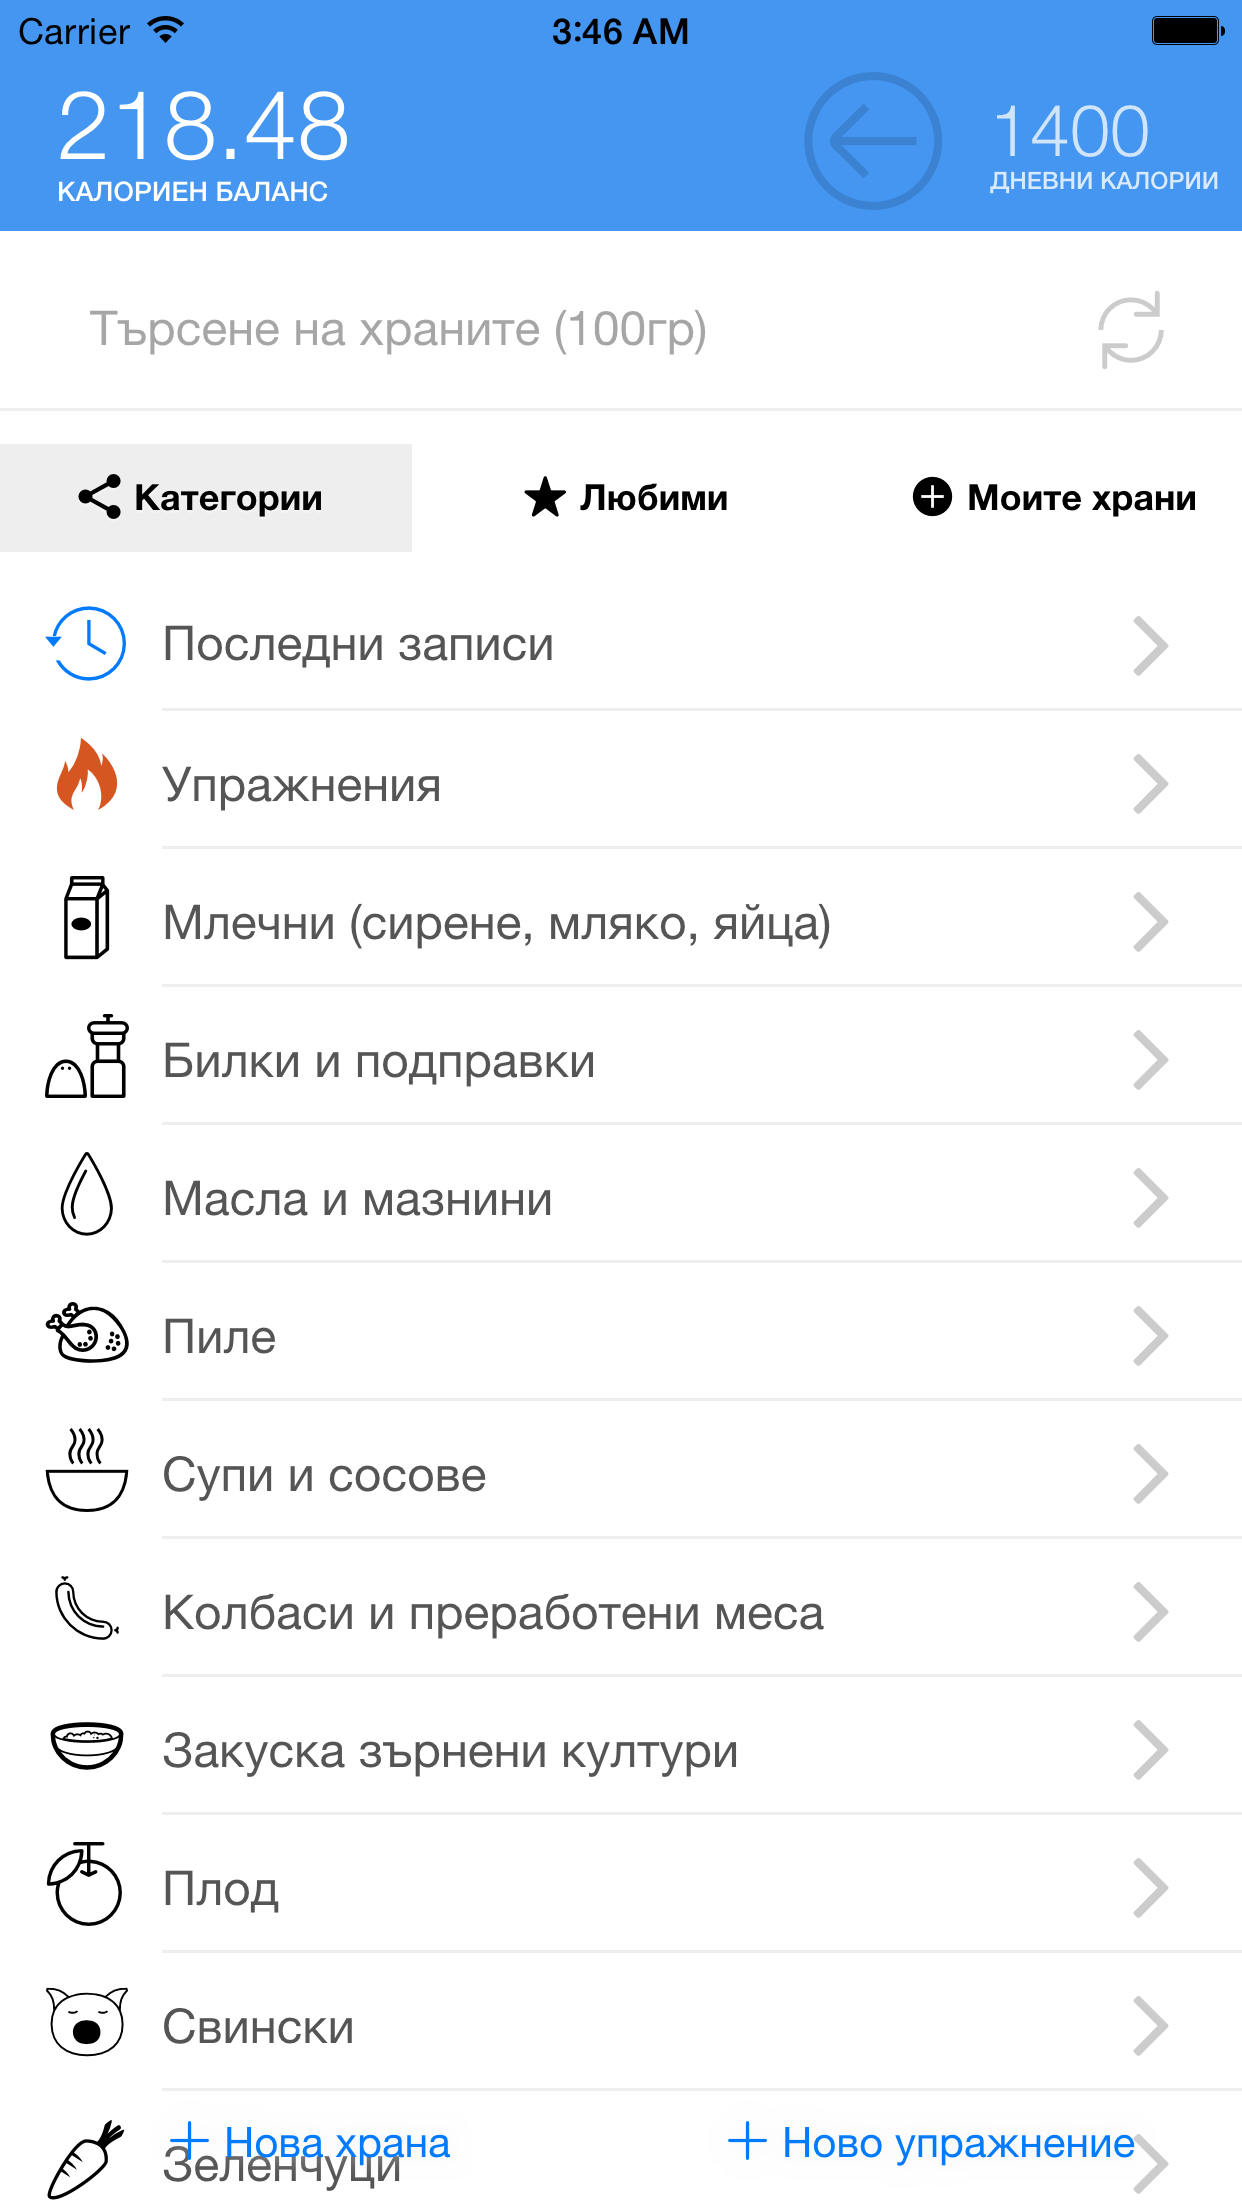 Carrier 3:46 AM
218.48 1400
КАЛОРИЕН БАЛАНС ДНЕВНИ КАЛОРИИ
Търсене на храните (100гр)
Категории Любими Моите храни
Последни записи
Упражнения
Млечни (сирене, мляко, яйца)
Билки и подправки
Масла и мазнини
Пиле
Супи и сосове
Колбаси и преработени меса
Закуска зърнени култури
Плод
Свински
Нова храна Ново упражнение
Зеленчуци